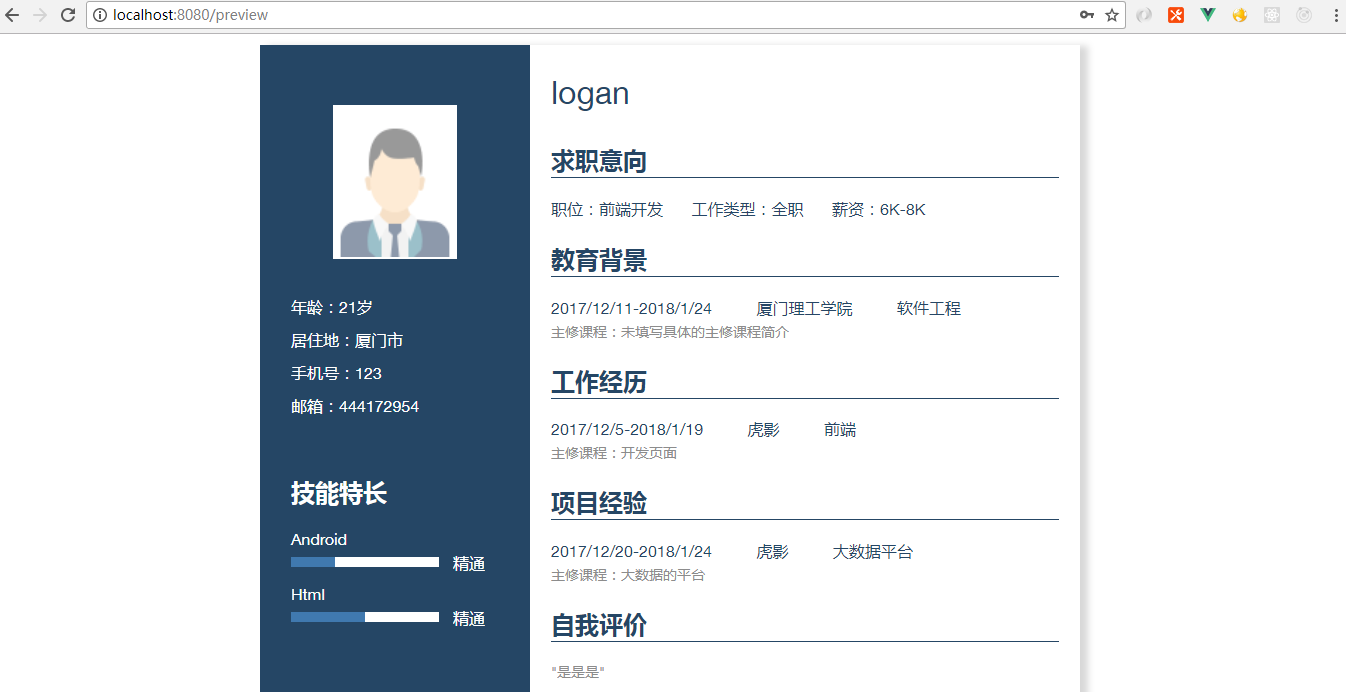 localhost:8080/preview
年龄：21岁
居住地：厦门市
手机号：123
邮箱：444172954
技能特长
Android
精通
Html
精通
logan
求职意向
职位：前端开发 工作类型：全职 薪资：6K-8K
教育背景
2017/12/11-2018/1/24 厦门理工学院 软件工程
主修课程：未填写具体的主修课程简介
工作经历
2017/12/5-2018/1/19 虎影 前端
主修课程：开发页面
项目经验
2017/12/20-2018/1/24 虎影 大数据平台
主修课程：大数据的平台
自我评价
"是是是"